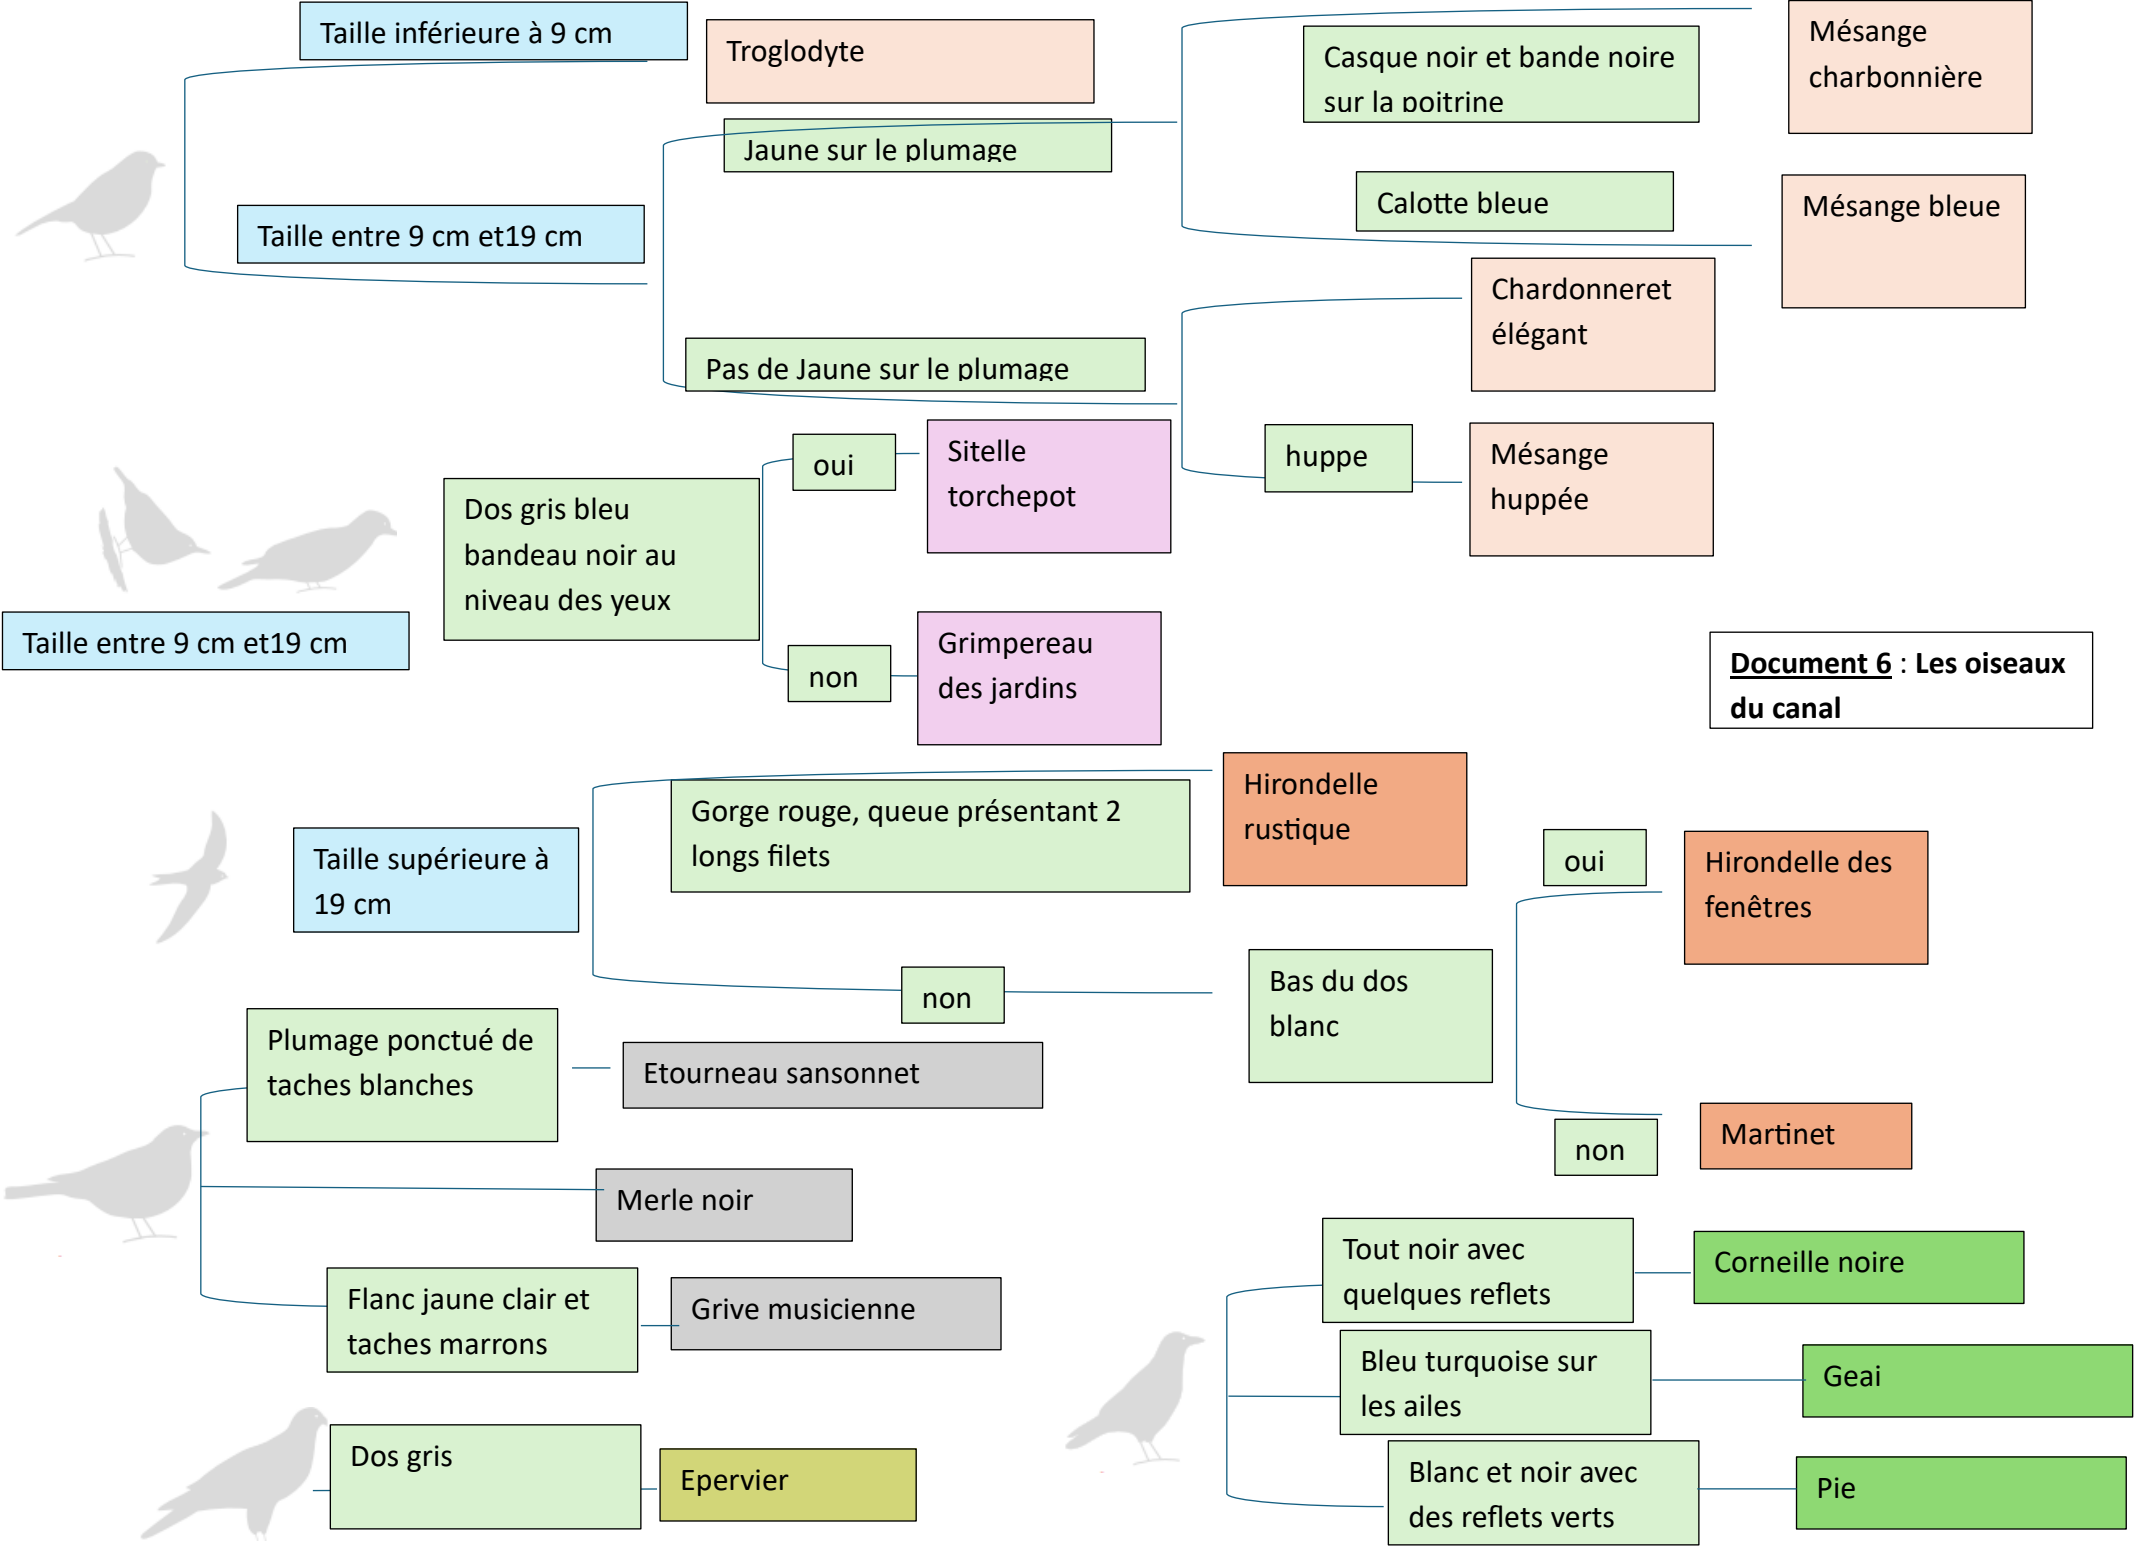 Taille inférieure à 9 cm
Troglodyte
Casque noir et bande noire
sur la poitrine
Mésange
charbonnière
Jaune sur le plumage
Calotte bleue
Mésange bleue
Taille entre 9 cm et19 cm
Chardonneret
élégant
Pas de Jaune sur le plumage
huppe
Mésange
huppée
Dos gris bleu
bandeau noir au
niveau des yeux
oui
Sitelle
torchepot
Taille entre 9 cm et19 cm
non
Grimpereau
des jardins
Document 6 : Les oiseaux
du canal
Taille supérieure à
19 cm
Gorge rouge, queue présentant 2
longs filets
Hirondelle
rustique
non
Bas du dos
blanc
oui
Hirondelle des
fenêtres
non
Martinet
Plumage ponctué de
taches blanches
Etourneau sansonnet
Merle noir
Flanc jaune clair et
taches marrons
Grive musicienne
Tout noir avec
quelques reflets
Corneille noire
Bleu turquoise sur
les ailes
Geai
Blanc et noir avec
des reflets verts
Pie
Dos gris
Epervier